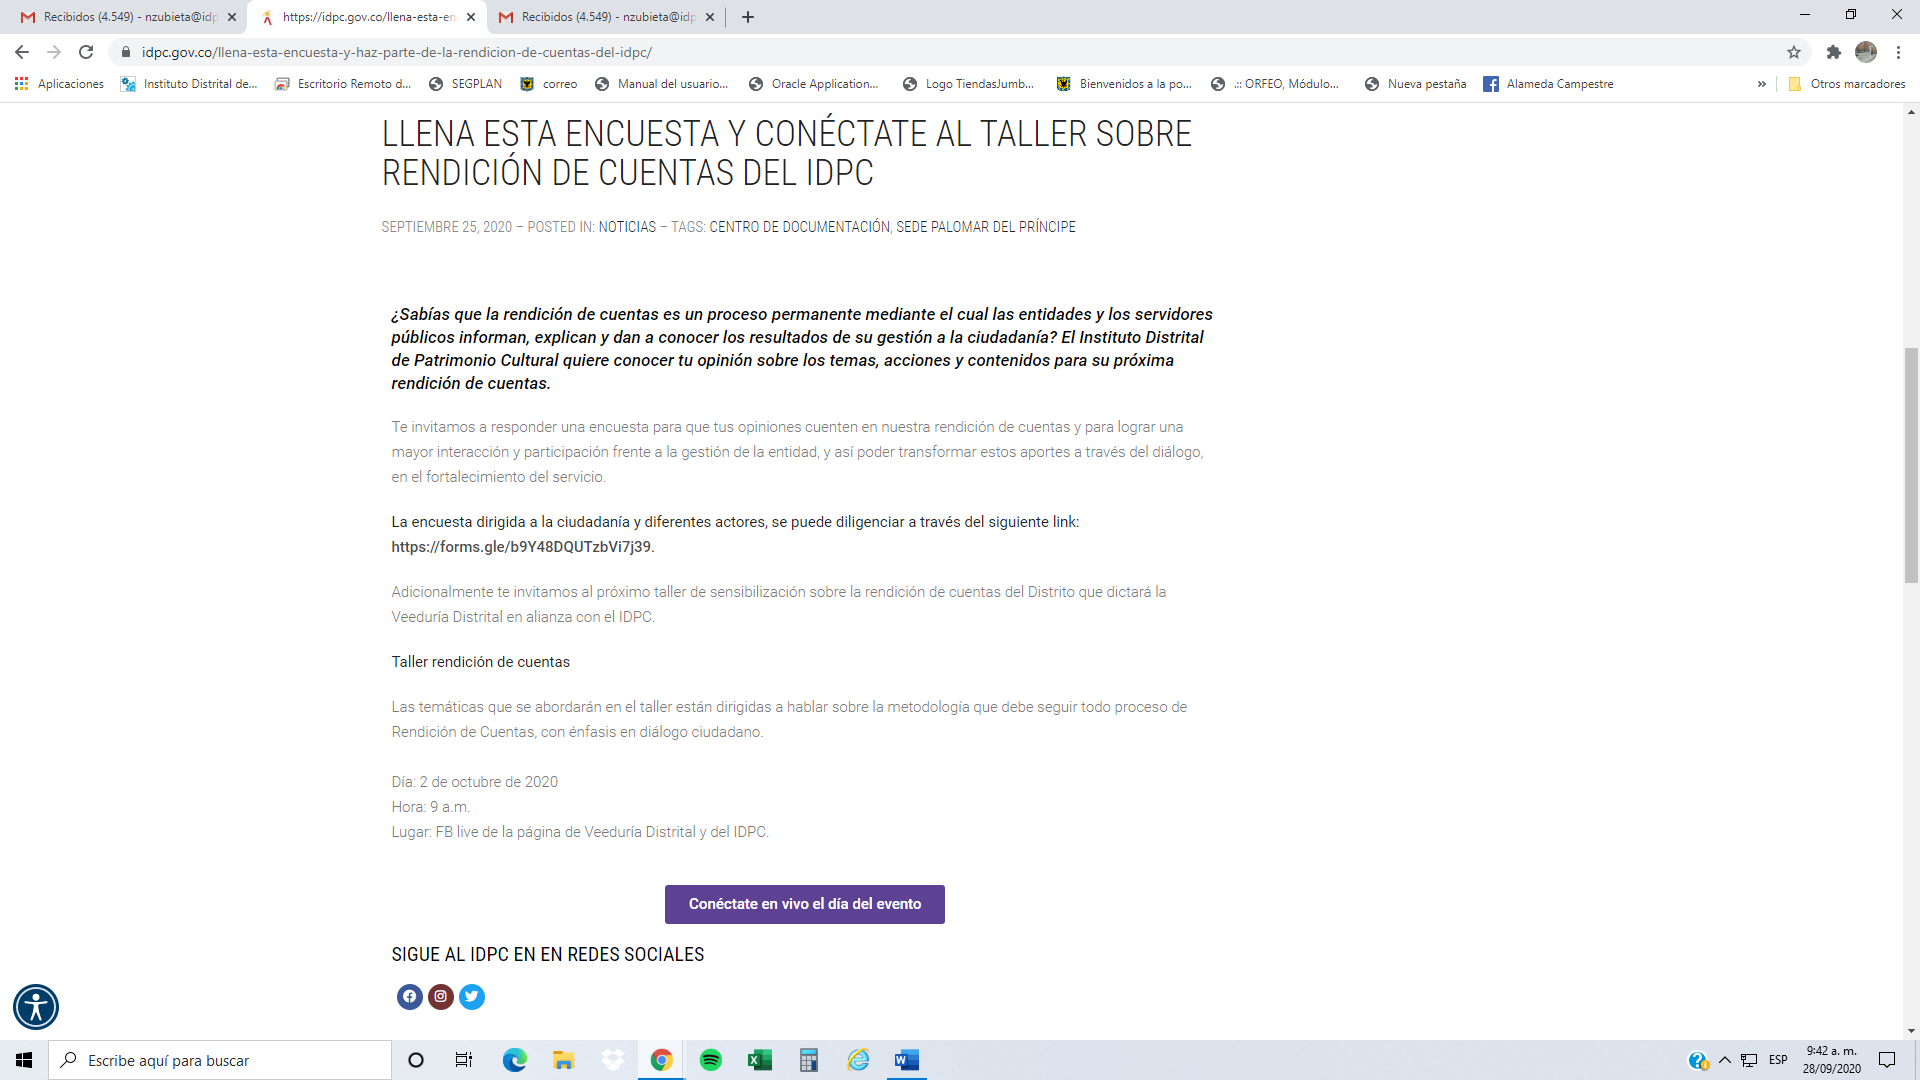 Recibidos (4.549) - nzubieta@idp
https://idpc.gov.co/llena-esta-en
Recibidos (4.549) - nzubieta@idp
idpc.gov.co/llena-esta-encuesta-y-haz-parte-de-la-rendicion-de-cuentas-del-idpc/
Aplicaciones
Instituto Distrital de...
Escritorio Remoto d...
SEGPLAN
correo
Manual del usuario...
Oracle Application...
Logo TiendasJumb...
Bienvenidos a la po...
.:: ORFEO, Módulo...
Nueva pestaña
Alameda Campestre
»
Otros marcadores
LLENA ESTA ENCUESTA Y CONÉCTATE AL TALLER SOBRE
RENDICIÓN DE CUENTAS DEL IDPC
SEPTIEMBRE 25, 2020 – POSTED IN: NOTICIAS – TAGS: CENTRO DE DOCUMENTACIÓN, SEDE PALOMAR DEL PRÍNCIPE
¿Sabías que la rendición de cuentas es un proceso permanente mediante el cual las entidades y los servidores
públicos informan, explican y dan a conocer los resultados de su gestión a la ciudadanía? El Instituto Distrital
de Patrimonio Cultural quiere conocer tu opinión sobre los temas, acciones y contenidos para su próxima
rendición de cuentas.
Te invitamos a responder una encuesta para que tus opiniones cuenten en nuestra rendición de cuentas y para lograr una
mayor interacción y participación frente a la gestión de la entidad, y así poder transformar estos aportes a través del diálogo,
en el fortalecimiento del servicio.
La encuesta dirigida a la ciudadanía y diferentes actores, se puede diligenciar a través del siguiente link:
https://forms.gle/b9Y48DQUTzbVi7j39.
Adicionalmente te invitamos al próximo taller de sensibilización sobre la rendición de cuentas del Distrito que dictará la
Veeduría Distrital en alianza con el IDPC.
Taller rendición de cuentas
Las temáticas que se abordarán en el taller están dirigidas a hablar sobre la metodología que debe seguir todo proceso de
Rendición de Cuentas, con énfasis en diálogo ciudadano.
Día: 2 de octubre de 2020
Hora: 9 a.m.
Lugar: FB live de la página de Veeduría Distrital y del IDPC.
Conéctate en vivo el día del evento
SIGUE AL IDPC EN EN REDES SOCIALES
Escribe aquí para buscar
ESP
9:42 a. m.
28/09/2020